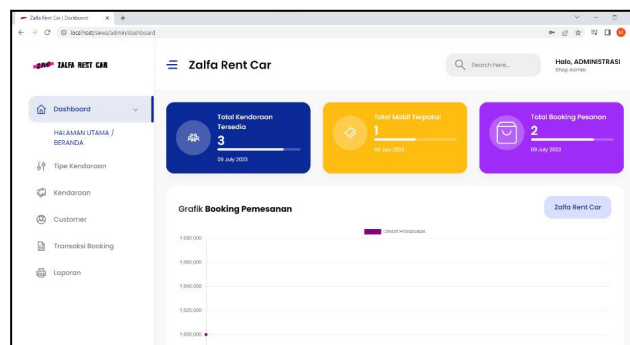 Zalfa Rent Car | Dashboard
localhost/sewa/admin/dashboard
ZALFA RENT CAR
Zalfa Rent Car
Search here...
Halo, ADMINISTRASI
Shop Admin
Dashboard
HALAMAN UTAMA /
BERANDA
Tipe Kendaraan
Kendaraan
Customer
Transaksi Booking
Laporan
Total Kendaraan
Tersedia
3
09 July 2023
Total Mobil Terpakai
1
09 July 2023
Total Booking Pesanan
2
09 July 2023
Grafik Booking Pemesanan
Zalfa Rent Car
1,080,000
1,060,000
1,040,000
1,020,000
1,000,000